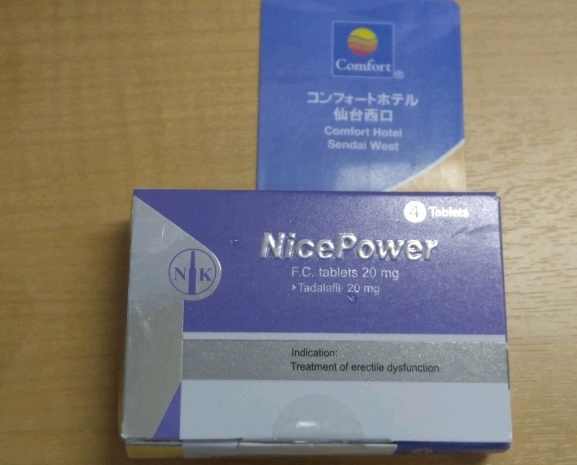 Comfort®
コンフォートホテル
仙台西口
Comfort Hotel
Sendai West
4 Tablets
NicePower
NK
F.C. tablets 20 mg
▸Tadalafil 20 mg
Indication:
Treatment of erectile dysfunction